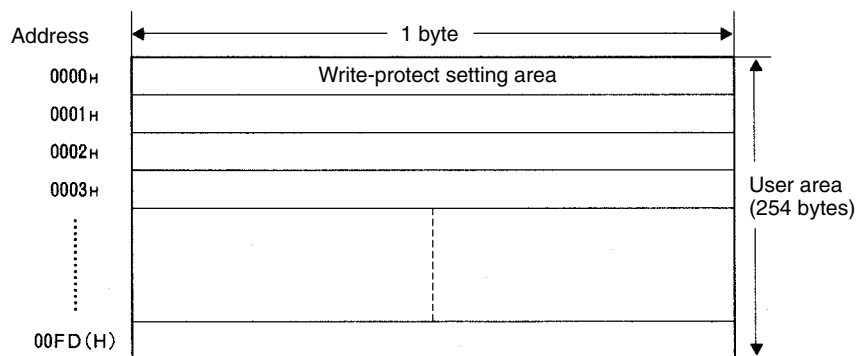 Address
1 byte
0000H
Write-protect setting area
0001H
0002H
0003H
User area
(254 bytes)
00FD(H)